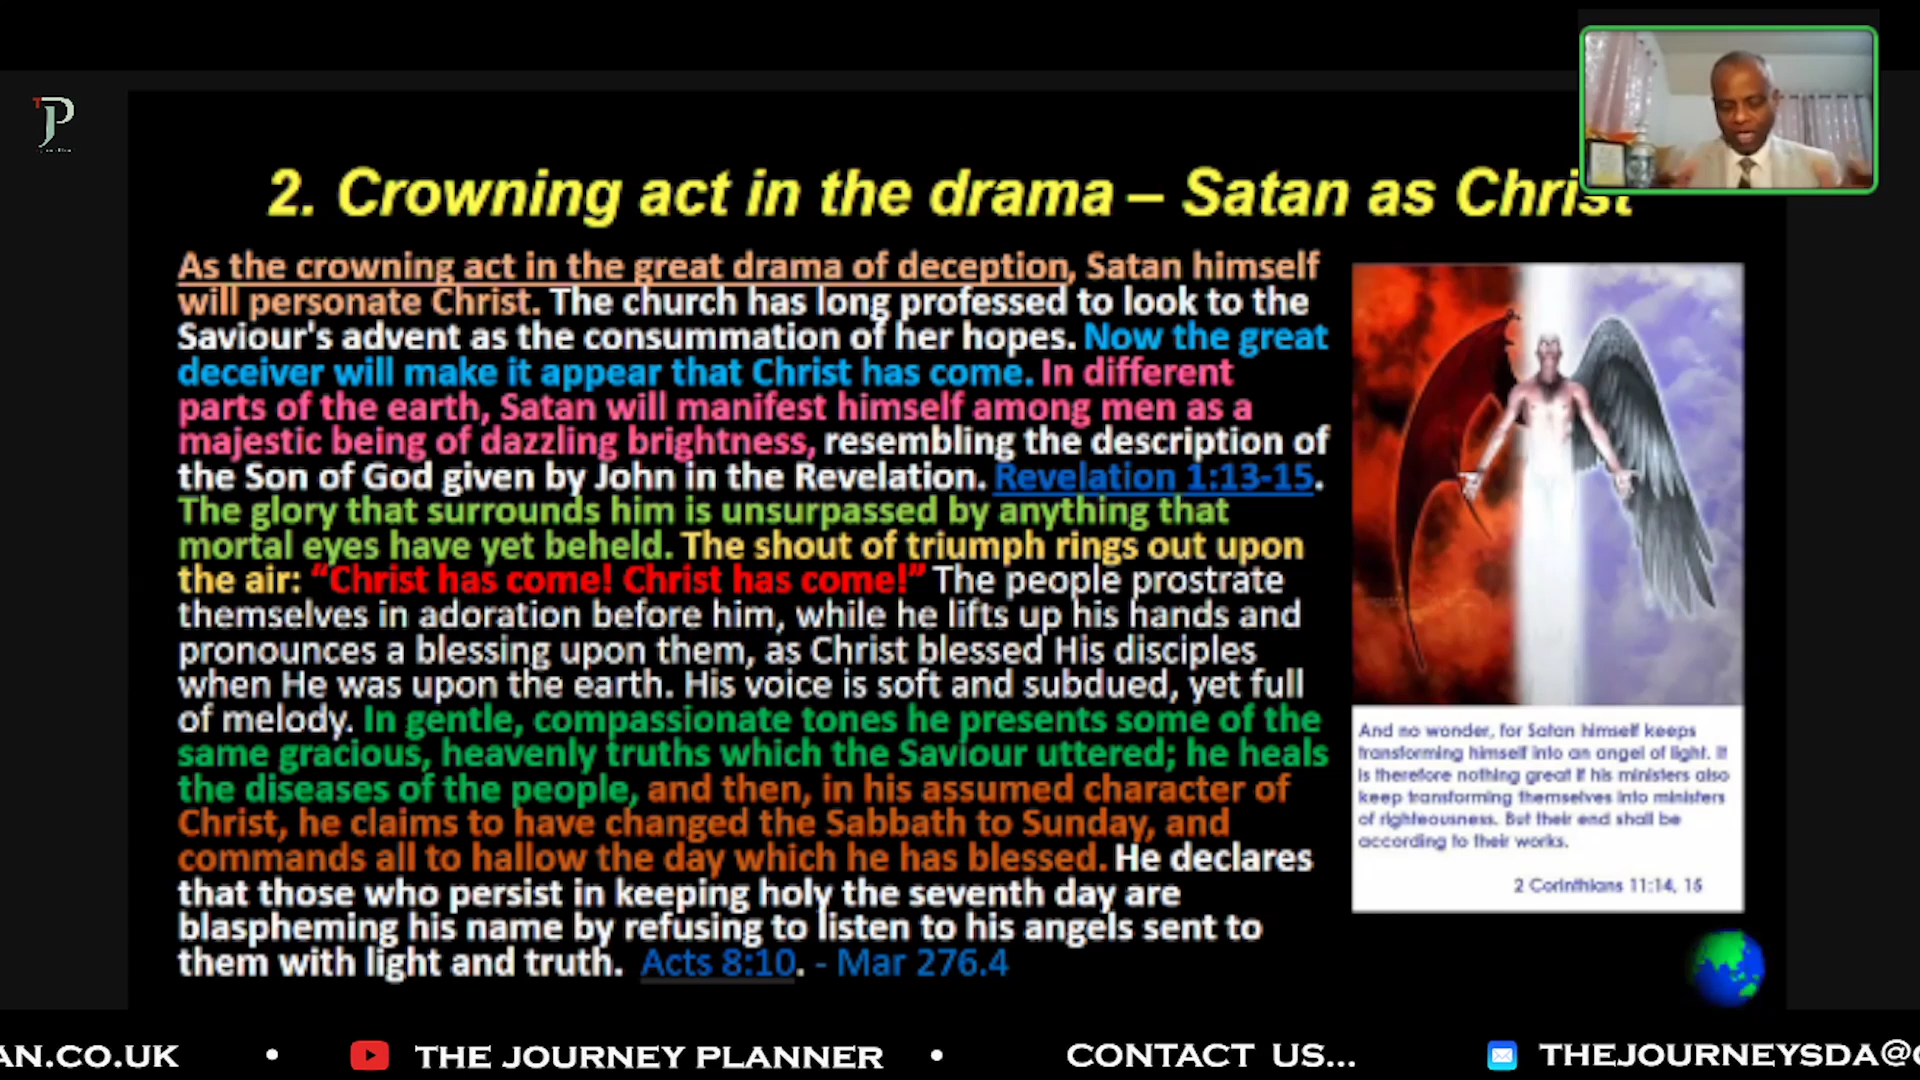 TP
2. Crowning act in the drama – Satan as Christ
As the crowning act in the great drama of deception, Satan himself
will personate Christ. The church has long professed to look to the
Saviour's advent as the consummation of her hopes. Now the great
deceiver will make it appear that Christ has come. In different
parts of the earth, Satan will manifest himself among men as a
majestic being of dazzling brightness, resembling the description of
the Son of God given by John in the Revelation. Revelation 1:13-15.
The glory that surrounds him is unsurpassed by anything that
mortal eyes have yet beheld. The shout of triumph rings out upon
the air: “Christ has come! Christ has come!” The people prostrate
themselves in adoration before him, while he lifts up his hands and
pronounces a blessing upon them, as Christ blessed His disciples
when He was upon the earth. His voice is soft and subdued, yet full
of melody. In gentle, compassionate tones he presents some of the
same gracious, heavenly truths which the Saviour uttered; he heals
the diseases of the people, and then, in his assumed character of
Christ, he claims to have changed the Sabbath to Sunday, and
commands all to hallow the day which he has blessed. He declares
that those who persist in keeping holy the seventh day are
blaspheming his name by refusing to listen to his angels sent to
them with light and truth. Acts 8:10. - Mar 276.4
And no wonder, for Satan himself keeps
transforming himself into an angel of light. It
is therefore nothing great if his ministers also
keep transforming themselves into ministers
of righteousness. But their end shall be
according to their works.
2 Corinthians 11:14, 15
AN.CO.UK • THE JOURNEY PLANNER • CONTACT US... THEJOURNEYSDA@